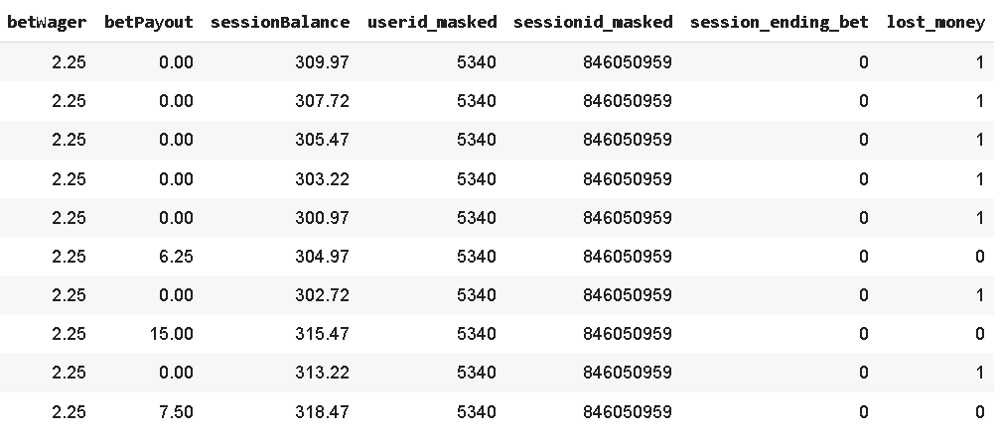 betWager betPayout sessionBalance userid_masked sessionid_masked session_ending_bet lost_money
2.25 0.00 309.97 5340 846050959 0 1
2.25 0.00 307.72 5340 846050959 0 1
2.25 0.00 305.47 5340 846050959 0 1
2.25 0.00 303.22 5340 846050959 0 1
2.25 0.00 300.97 5340 846050959 0 1
2.25 6.25 304.97 5340 846050959 0 0
2.25 0.00 302.72 5340 846050959 0 1
2.25 15.00 315.47 5340 846050959 0 0
2.25 0.00 313.22 5340 846050959 0 1
2.25 7.50 318.47 5340 846050959 0 0